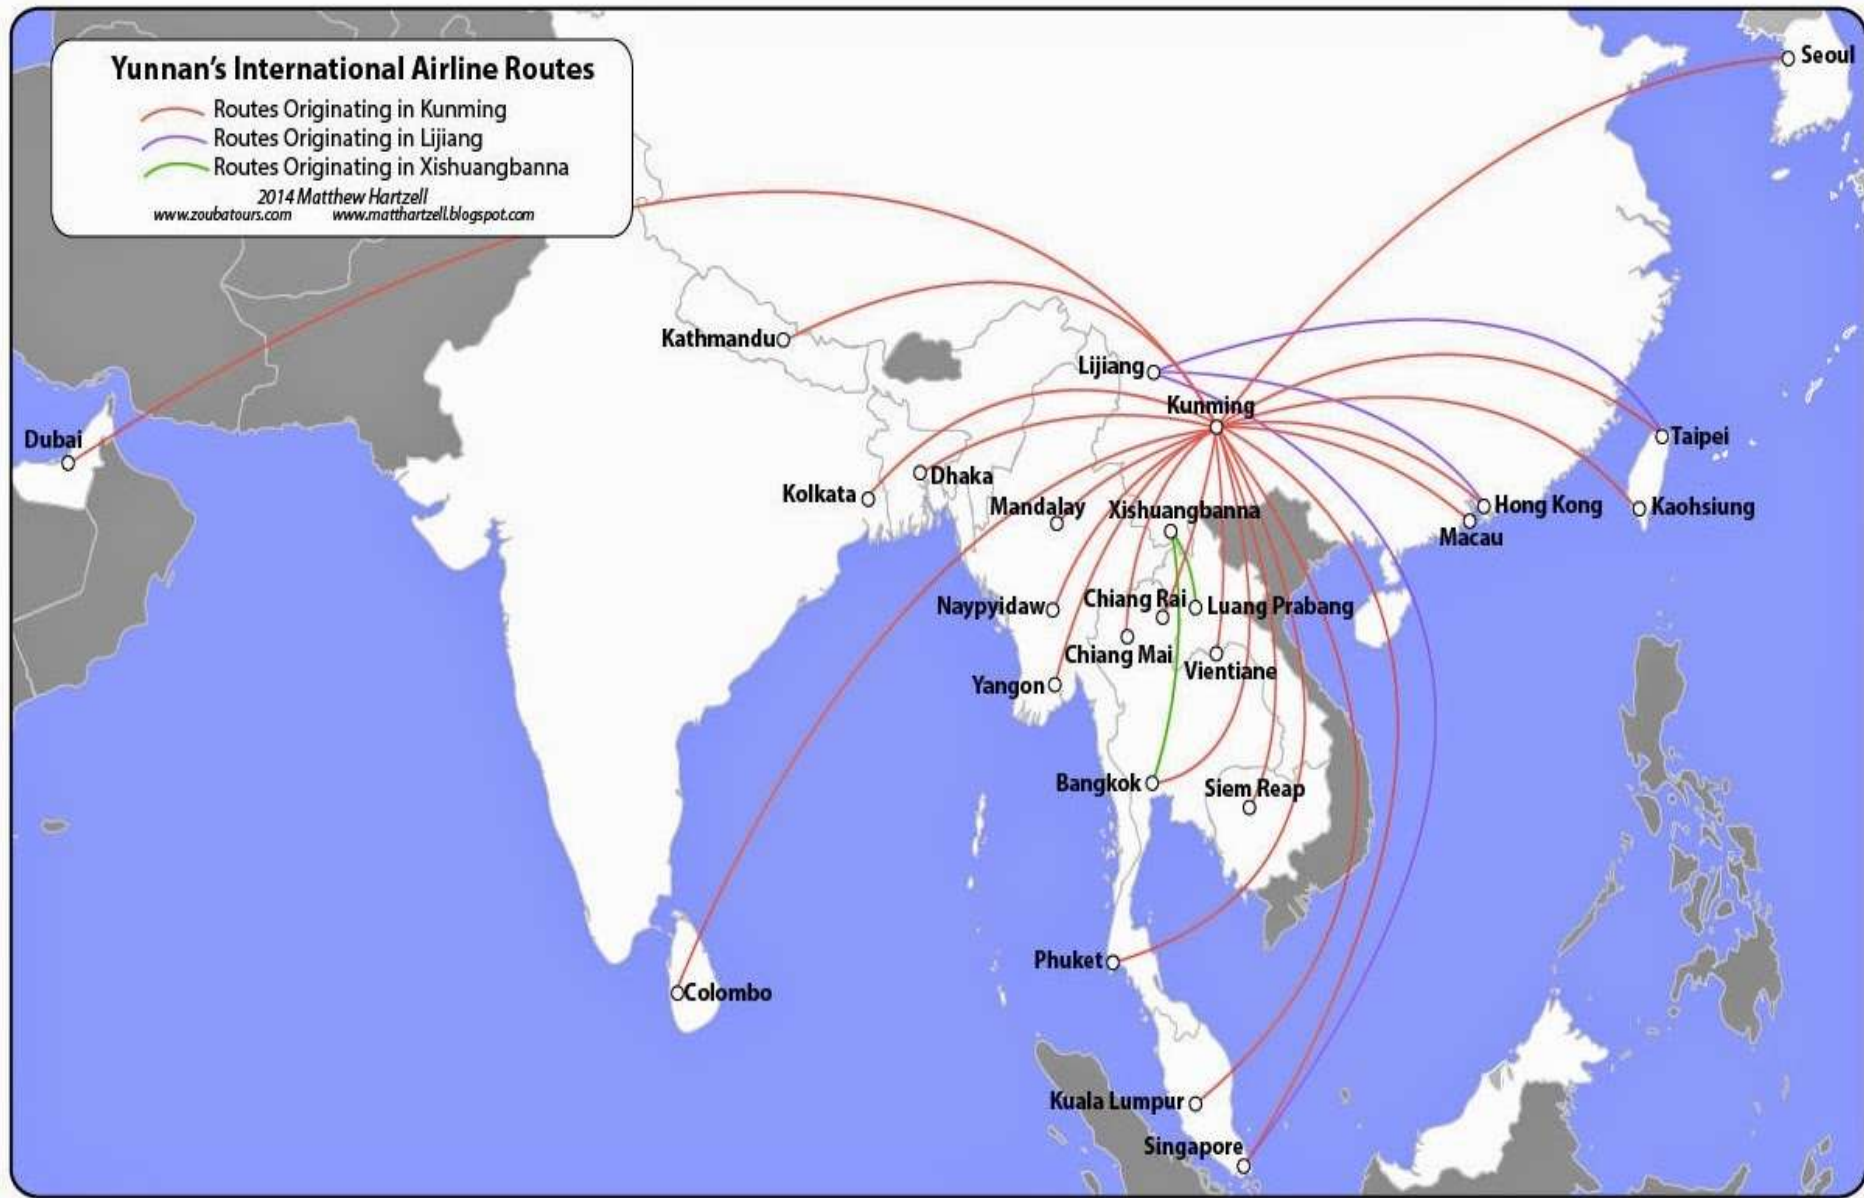 Yunnan's International Airline Routes
Routes Originating in Kunming
Routes Originating in Lijiang
Routes Originating in Xishuangbanna
2014 Matthew Hartzell
www.zoubatours.com www.matthartzell.blogspot.com
Seoul
Kathmandu
Lijiang
Kunming
Dubai
Taipei
Dhaka
Kolkata
Mandalay
Xishuangbanna
Hong Kong
Kaohsiung
Macau
Naypyidaw
Chiang Rai
Luang Prabang
Chiang Mai
Vientiane
Yangon
Bangkok
Siem Reap
Phuket
Colombo
Kuala Lumpur
Singapore